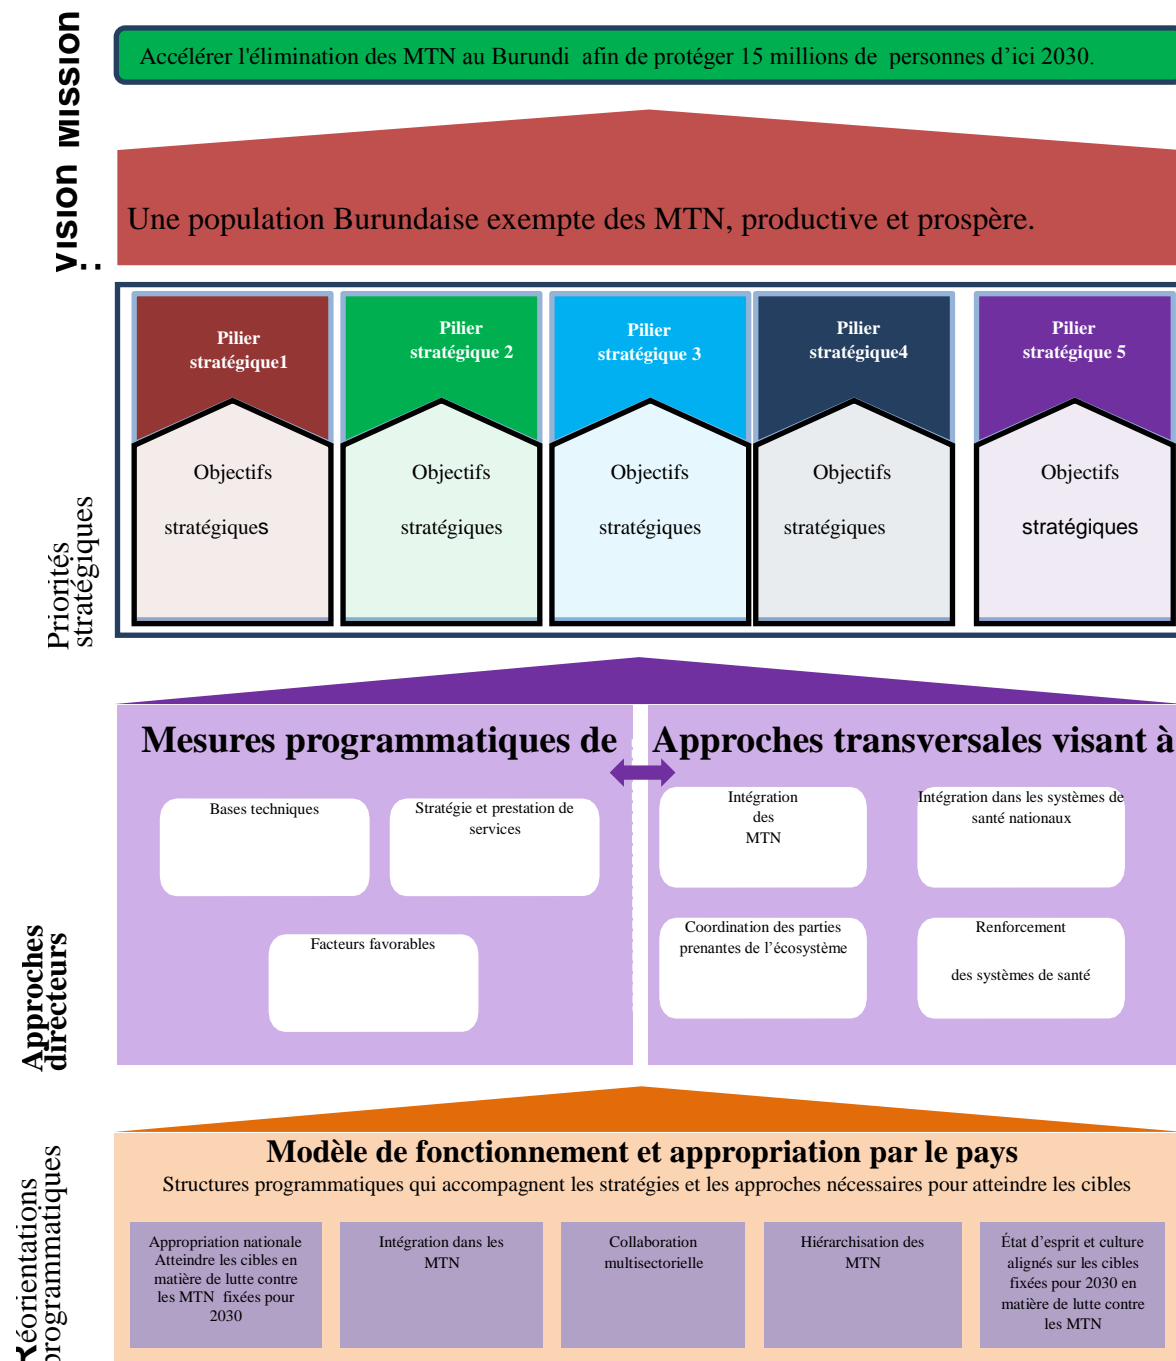 Mission
Accélérer l'élimination des MTN au Burundi afin de protéger 15 millions de personnes d’ici 2030.
Vision
:
Une population Burundaise exempte des MTN, productive et prospère.
Priorités
stratégiques
Pilier
stratégique1
Pilier
stratégique 2
Pilier
stratégique 3
Pilier
stratégique4
Pilier
stratégique 5
Objectifs
stratégiques
Objectifs
stratégiques
Objectifs
stratégiques
Objectifs
stratégiques
Objectifs
stratégiques
Approches
directeurs
Mesures programmatiques de
Bases techniques
Stratégie et prestation de
services
Facteurs favorables
Approches transversales visant à
Intégration
des
MTN
Intégration dans les systèmes de
santé nationaux
Coordination des parties
prenantes de l’écosystème
Renforcement
des systèmes de santé
Réorientations
programmatiques
Modèle de fonctionnement et appropriation par le pays
Structures programmatiques qui accompagnent les stratégies et les approches nécessaires pour atteindre les cibles
Appropriation nationale
Atteindre les cibles en
matière de lutte contre
les MTN fixées pour
2030
Intégration dans les
MTN
Collaboration
multisectorielle
Hiérarchisation des
MTN
État d’esprit et culture
alignés sur les cibles
fixées pour 2030 en
matière de lutte contre
les MTN